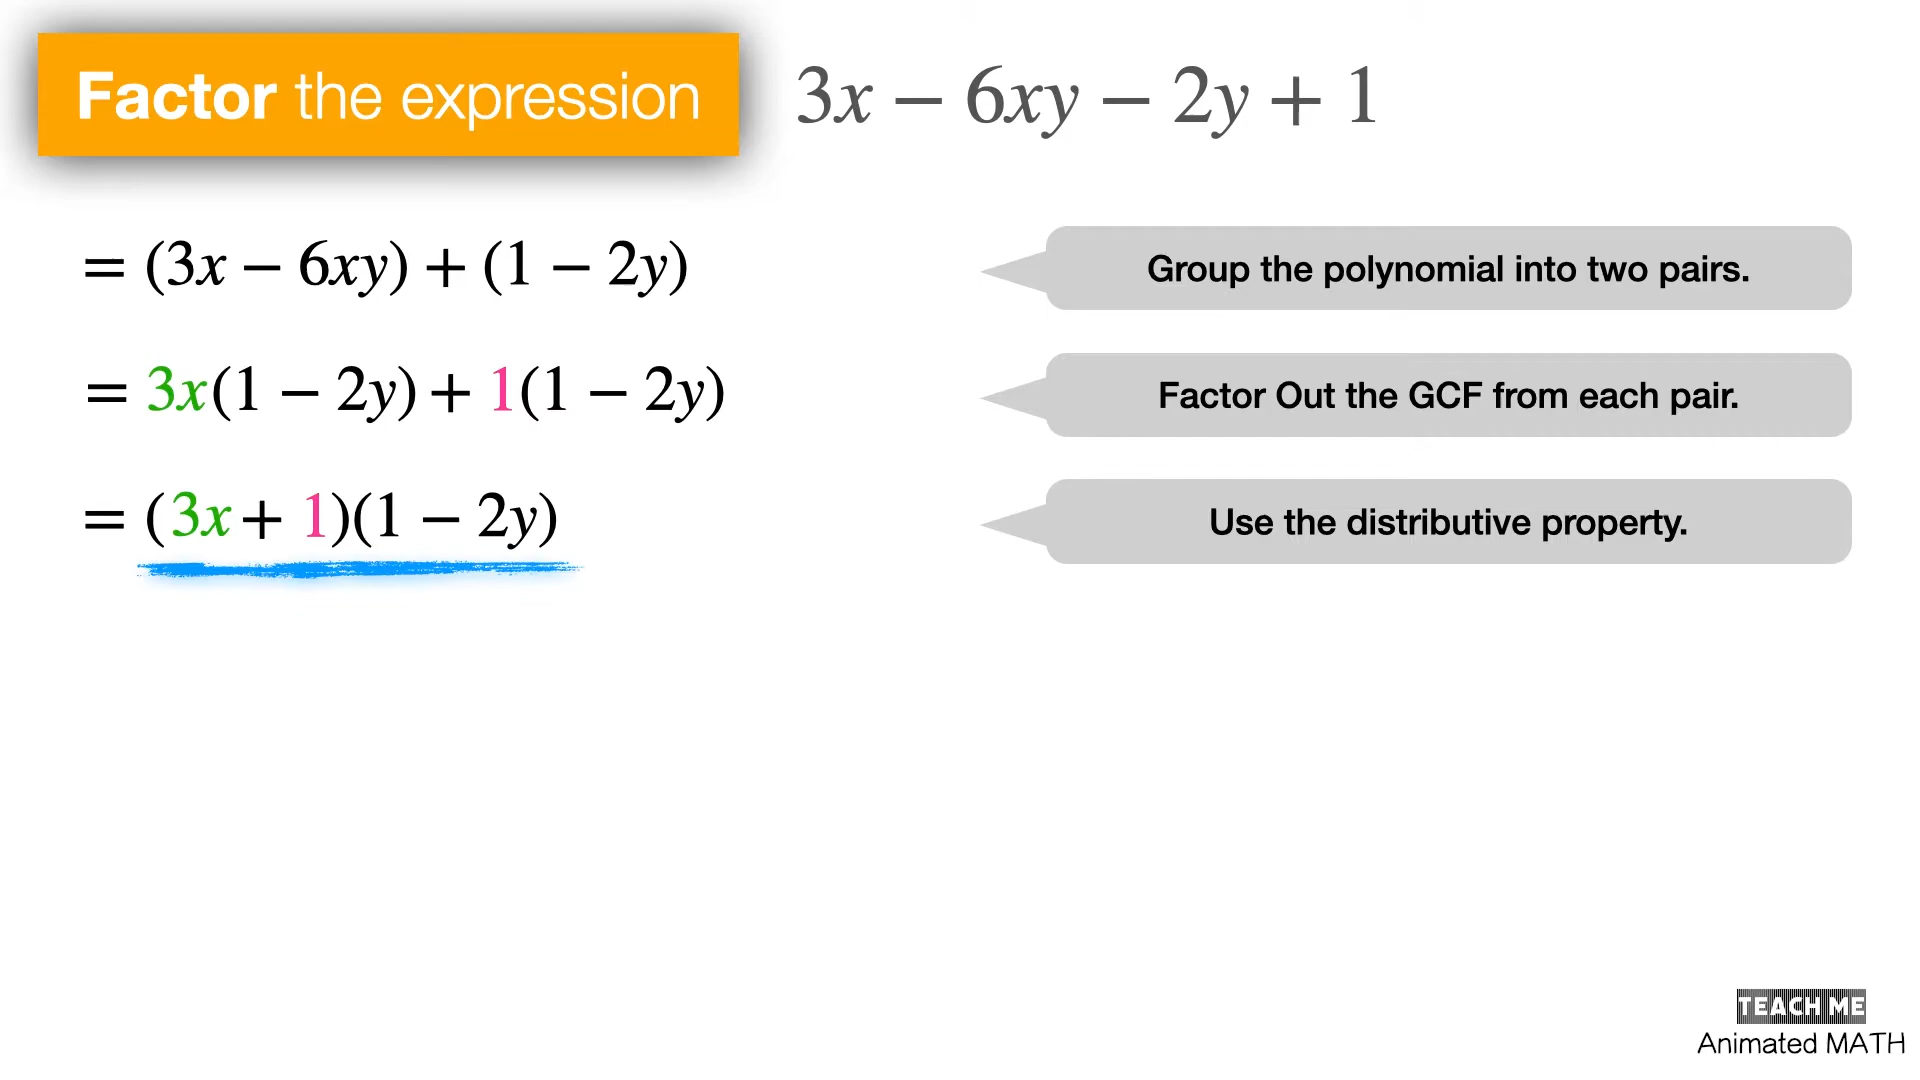 Factor the expression 3x − 6xy − 2y + 1
= (3x − 6xy) + (1 − 2y)
Group the polynomial into two pairs.
= 3x(1 − 2y) + 1(1 − 2y)
Factor Out the GCF from each pair.
= (3x + 1)(1 − 2y)
Use the distributive property.
TEACH ME
Animated MATH